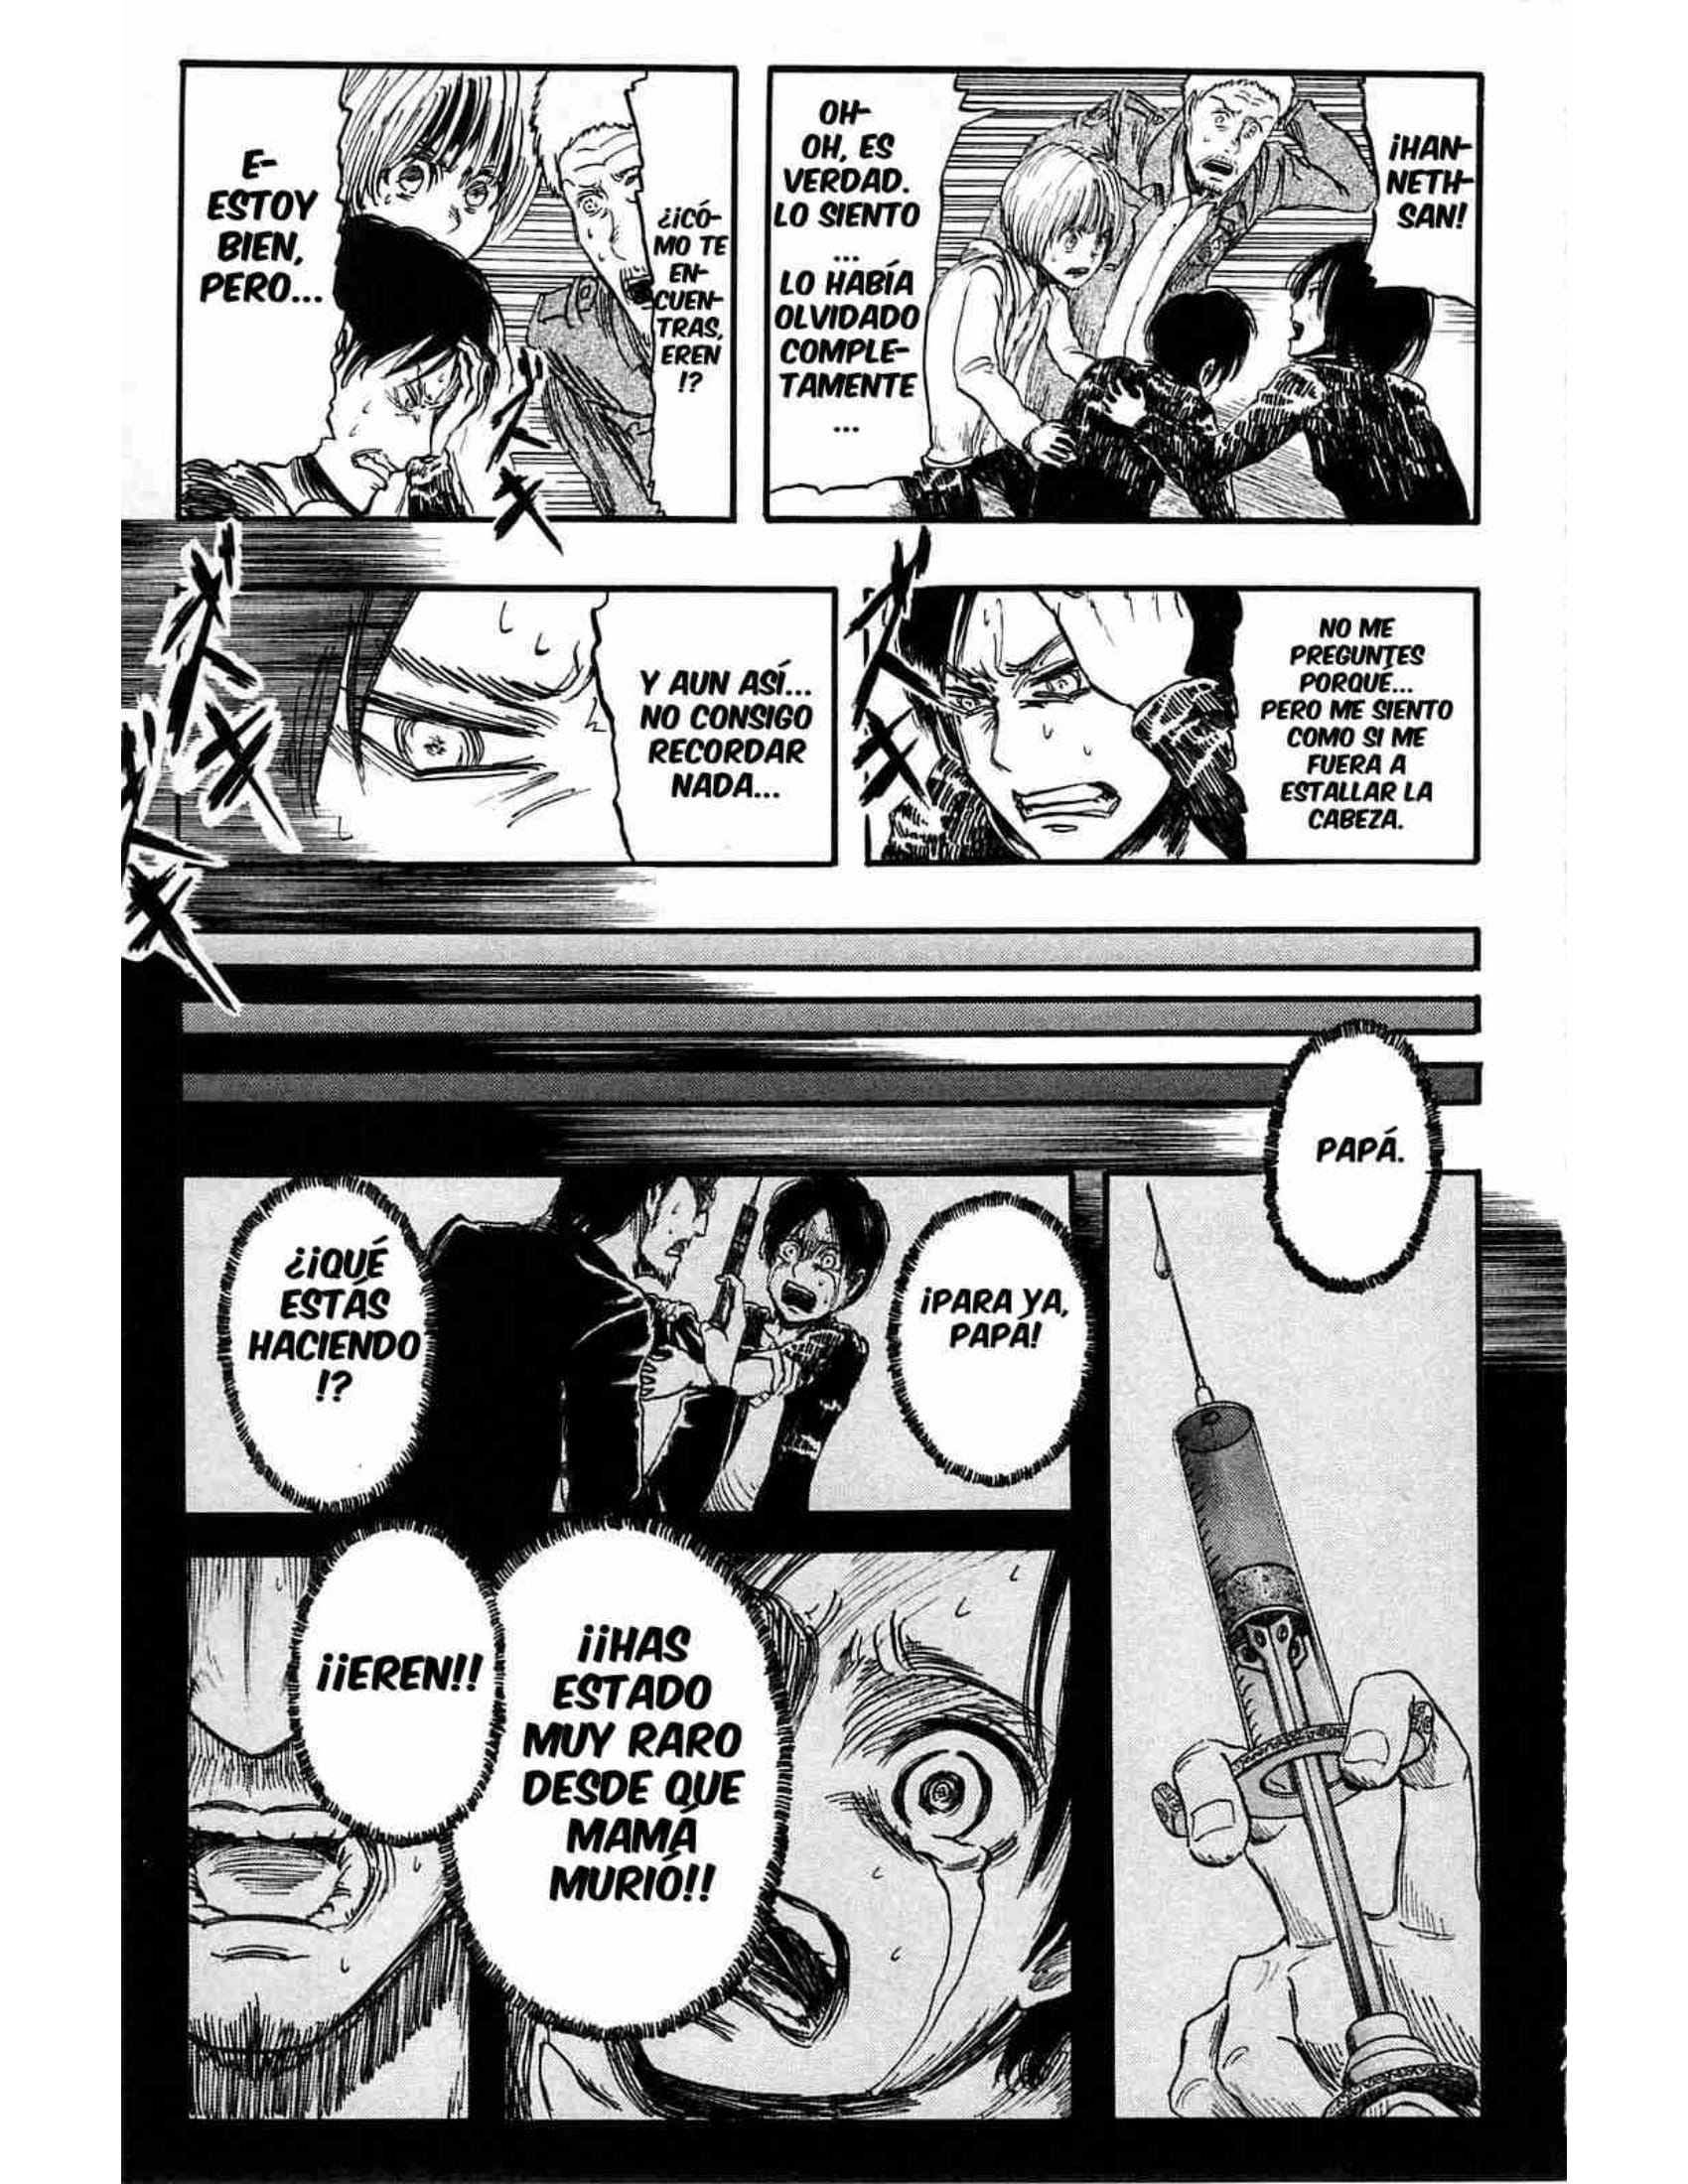 ¡HAN-
NETH-
SAN!
OH-
OH, ES
VERDAD.
LO SIENTO
...
LO HABÍA
OLVIDADO
COMPLE-
TAMENTE
...
¿¡CÓ-
MO TE
EN-
CUEN-
TRAS,
EREN
!?
E-
ESTOY
BIEN,
PERO...
NO ME
PREGUNTES
PORQUÉ...
PERO ME SIENTO
COMO SI ME
FUERA A
ESTALLAR LA
CABEZA.
Y AUN ASÍ...
NO CONSIGO
RECORDAR
NADA...
PAPÁ.
¡PARA YA,
PAPÁ!
¿¡QUÉ
ESTÁS
HACIENDO
!?
¡¡HAS
ESTADO
MUY RARO
DESDE QUE
MAMÁ
MURIÓ!!
¡¡EREN!!